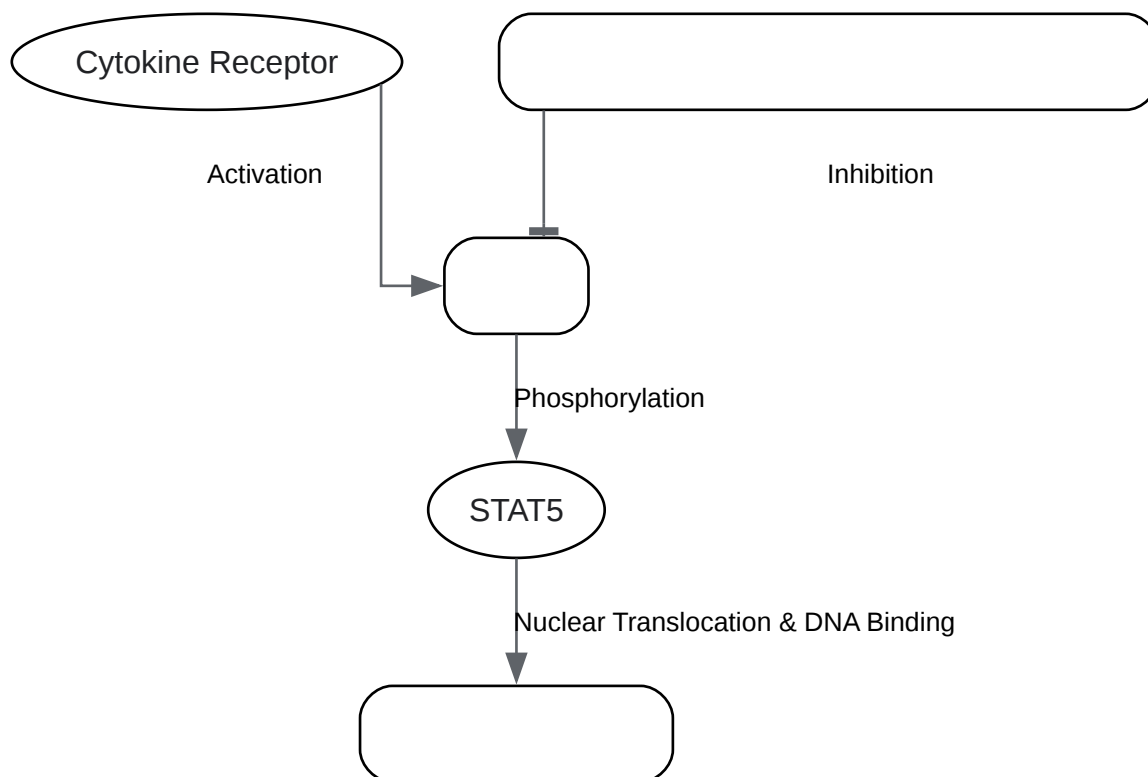 Cytokine Receptor
Activation
Inhibition
Phosphorylation
STAT5
Nuclear Translocation & DNA Binding